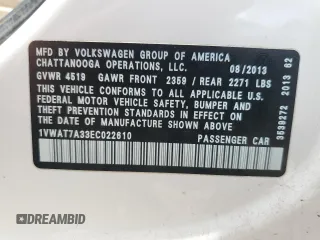 MFD BY VOLKSWAGEN GROUP OF AMERICA
CHATTANOOGA OPERATIONS, LLC. 08/2013
GVWR 4519 GAWR FRONT 2359 / REAR 2271 LBS
THIS VEHICLE CONFORMS TO ALL APPLICABLE U.S.
FEDERAL MOTOR VEHICLE SAFETY, BUMPER AND
THEFT PREVENTION STANDARDS IN EFFECT ON THE
DATE OF MANUFACTURE SHOWN ABOVE
1VWAT7A33EC022610 PASSENGER CAR
3539272 2013 62
DREAMBID